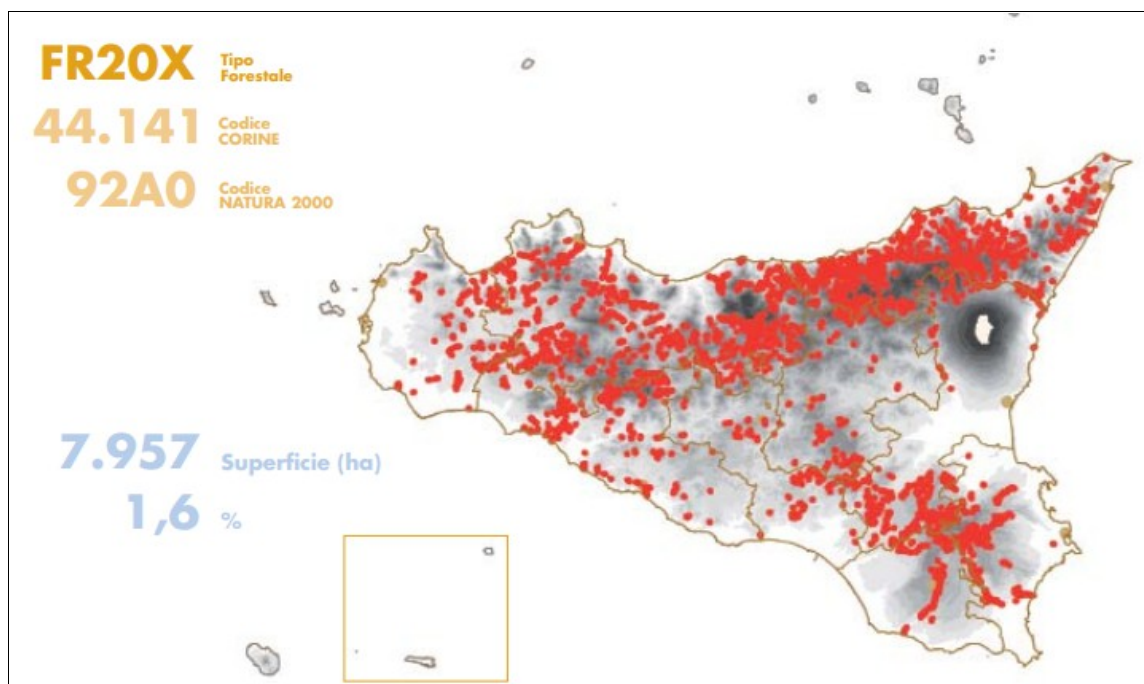 FR20X Tipo Forestale
44.141 Codice CORINE
92A0 Codice NATURA 2000
7.957 Superficie (ha)
1,6 %